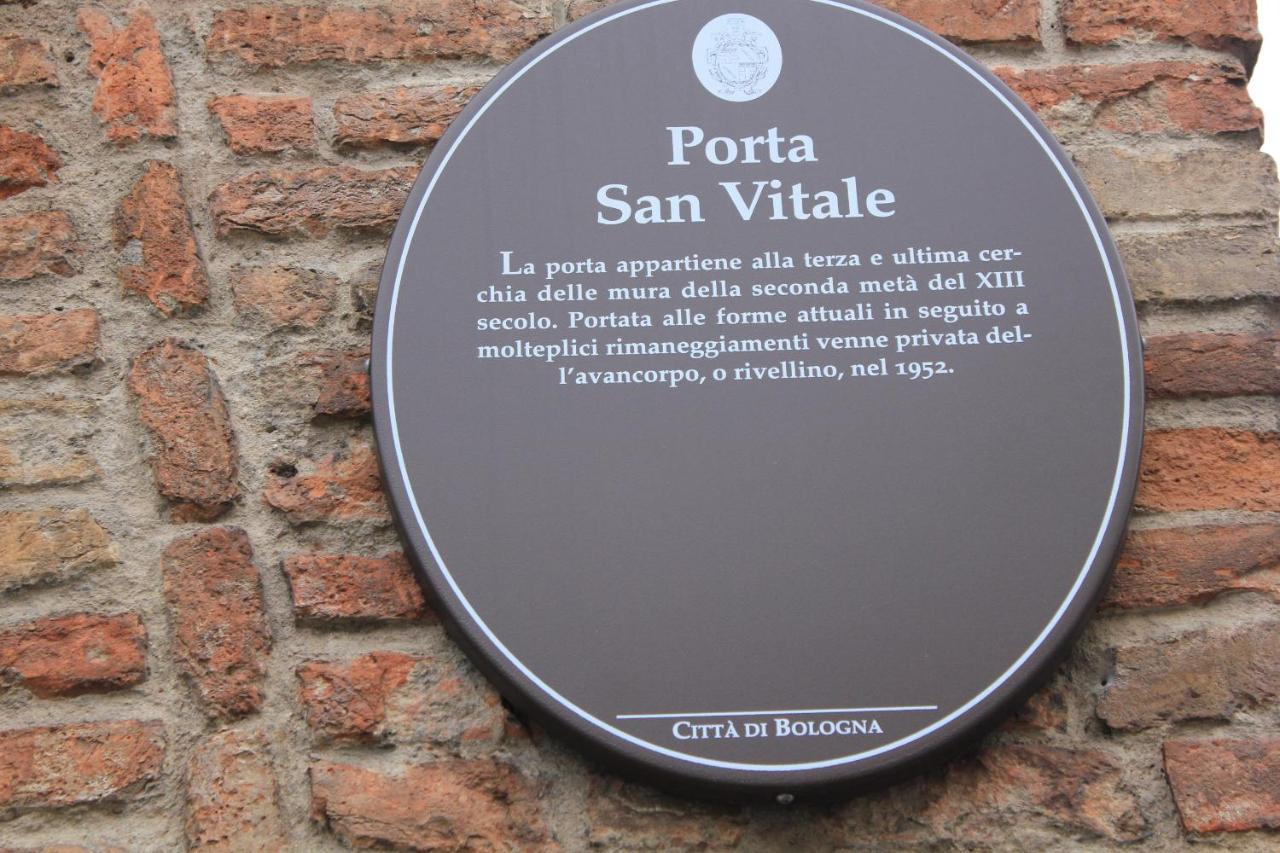 Porta
San Vitale
La porta appartiene alla terza e ultima cer-
chia delle mura della seconda metà del XIII
secolo. Portata alle forme attuali in seguito a
molteplici rimaneggiamenti venne privata del-
l'avancorpo, o rivellino, nel 1952.
Città di Bologna